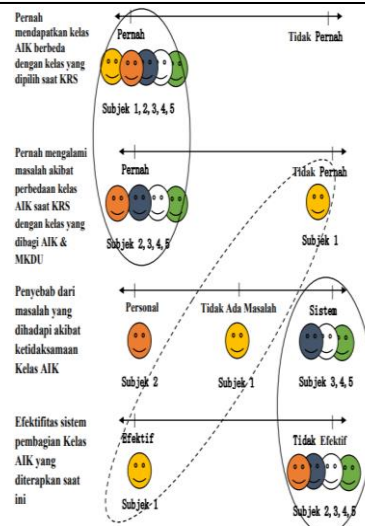 Pernah
mendapatkan kelas
AIK berbeda
dengan kelas yang
dipilih saat KRS
Pernah
Tidak Pernah
Subjek 1,2,3,4,5
Pernah mengalami
masalah akibat
perbedaan kelas
AIK saat KRS
dengan kelas yang
dibagi AIK &
MKDU
Pernah
Tidak Pernah
Subjek 2,3,4,5
Subjek 1
Penyebab dari
masalah yang
dihadapi akibat
ketidaksamaan
Kelas AIK
Personal
Tidak Ada Masalah
Sistem
Subjek 2
Subjek 1
Subjek 3,4,5
Efektifitas sistem
pembagian Kelas
AIK yang
diterapkan saat
ini
Efektif
Tidak Efektif
Subjek 1
Subjek 2,3,4,5